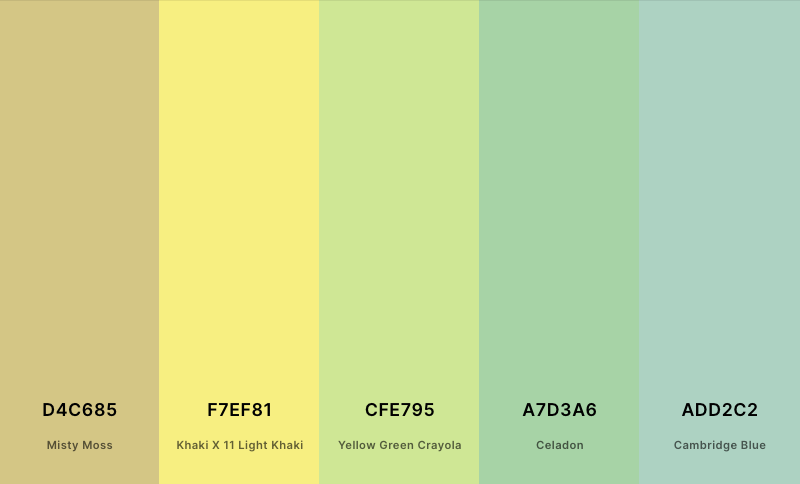 D4C685
F7EF81
CFE795
A7D3A6
ADD2C2
Misty Moss
Khaki X 11 Light Khaki
Yellow Green Crayola
Celadon
Cambridge Blue